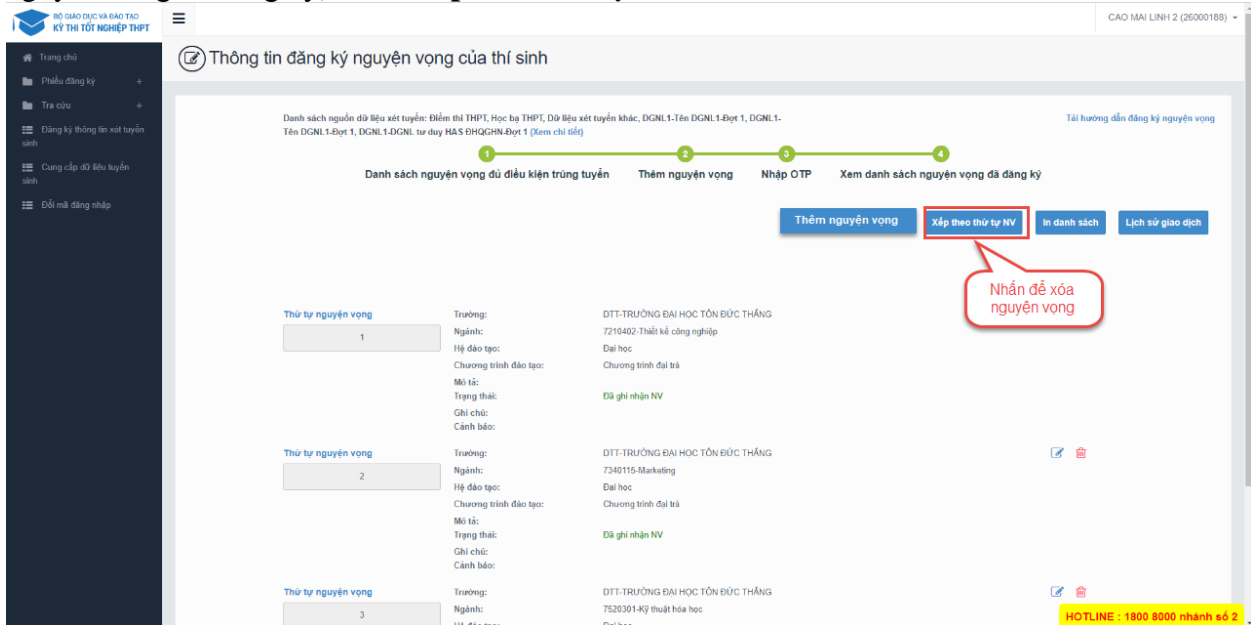 BỘ GIÁO DỤC VÀ ĐÀO TẠO
KỲ THI TỐT NGHIỆP THPT
CAO MAI LINH 2 (26000188)
Trang chủ
Phiếu đăng ký +
Tra cứu +
Đăng ký thông tin xét tuyển sinh
Cung cấp dữ liệu tuyển sinh
Đổi mã đăng nhập
Thông tin đăng ký nguyện vọng của thí sinh
Danh sách nguồn dữ liệu xét tuyển: Điểm thi THPT, Học bạ THPT, Dữ liệu xét tuyển khác, DGNL1-Tên DGNL1-Đợt 1, DGNL1-
Tên DGNL1-Đợt 1, DGNL1-DGNL tư duy HAS ĐHQGHN-Đợt 1 (Xem chi tiết)
Tải hướng dẫn đăng ký nguyện vọng
1 2 3 4
Danh sách nguyện vọng đủ điều kiện trúng tuyển Thêm nguyện vọng Nhập OTP Xem danh sách nguyện vọng đã đăng ký
Thêm nguyện vọng Xếp theo thứ tự NV In danh sách Lịch sử giao dịch
Nhấn để xóa
nguyện vọng
Thứ tự nguyện vọng
1
Trường: DTT-TRƯỜNG ĐẠI HỌC TÔN ĐỨC THẮNG
Ngành: 7210402-Thiết kế công nghiệp
Hệ đào tạo: Đại học
Chương trình đào tạo: Chương trình đại trà
Mô tả:
Trạng thái: Đã ghi nhận NV
Ghi chú:
Cảnh báo:
Thứ tự nguyện vọng
2
Trường: DTT-TRƯỜNG ĐẠI HỌC TÔN ĐỨC THẮNG
Ngành: 7340115-Marketing
Hệ đào tạo: Đại học
Chương trình đào tạo: Chương trình đại trà
Mô tả:
Trạng thái: Đã ghi nhận NV
Ghi chú:
Cảnh báo:
Thứ tự nguyện vọng
3
Trường: DTT-TRƯỜNG ĐẠI HỌC TÔN ĐỨC THẮNG
Ngành: 7520301-Kỹ thuật hóa học
HOTLINE : 1800 8000 nhánh số 2